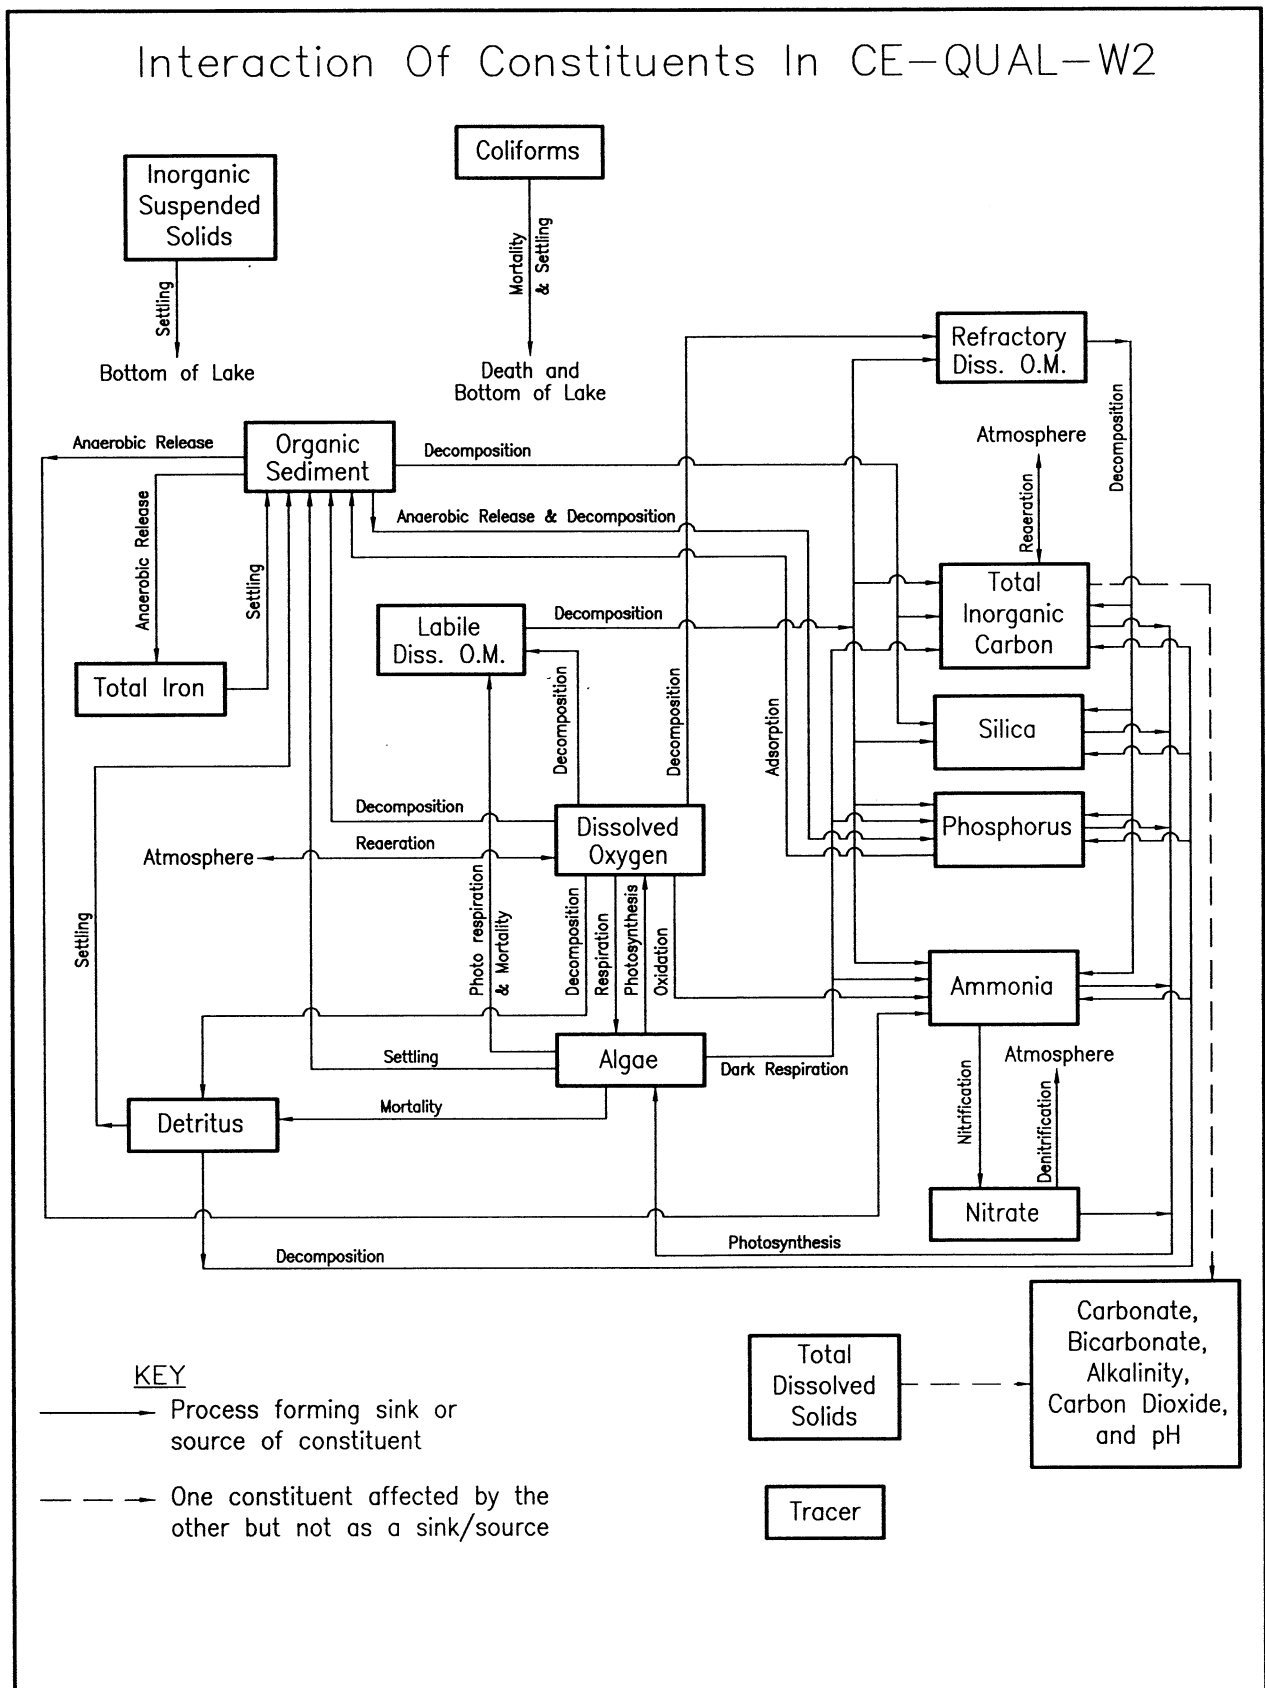 Interaction Of Constituents In CE-QUAL-W2
Inorganic
Suspended
Solids
Coliforms
Settling
Mortality
& Settling
Bottom of Lake
Death and
Bottom of Lake
Refractory
Diss. O.M.
Decomposition
Atmosphere
Reaeration
Anaerobic Release
Organic
Sediment
Decomposition
Anaerobic Release & Decomposition
Anaerobic Release
Settling
Total Iron
Labile
Diss. O.M.
Decomposition
Total
Inorganic
Carbon
Silica
Phosphorus
Decomposition
Decomposition
Adsorption
Decomposition
Dissolved
Oxygen
Atmosphere
Reaeration
Settling
Photo respiration
& Mortality
Decomposition
Respiration
Photosynthesis
Oxidation
Ammonia
Settling
Algae
Dark Respiration
Atmosphere
Nitrification
Denitrification
Mortality
Detritus
Nitrate
Photosynthesis
Decomposition
Carbonate,
Bicarbonate,
Alkalinity,
Carbon Dioxide,
and pH
Total
Dissolved
Solids
Tracer
KEY
Process forming sink or
source of constituent
One constituent affected by the
other but not as a sink/source